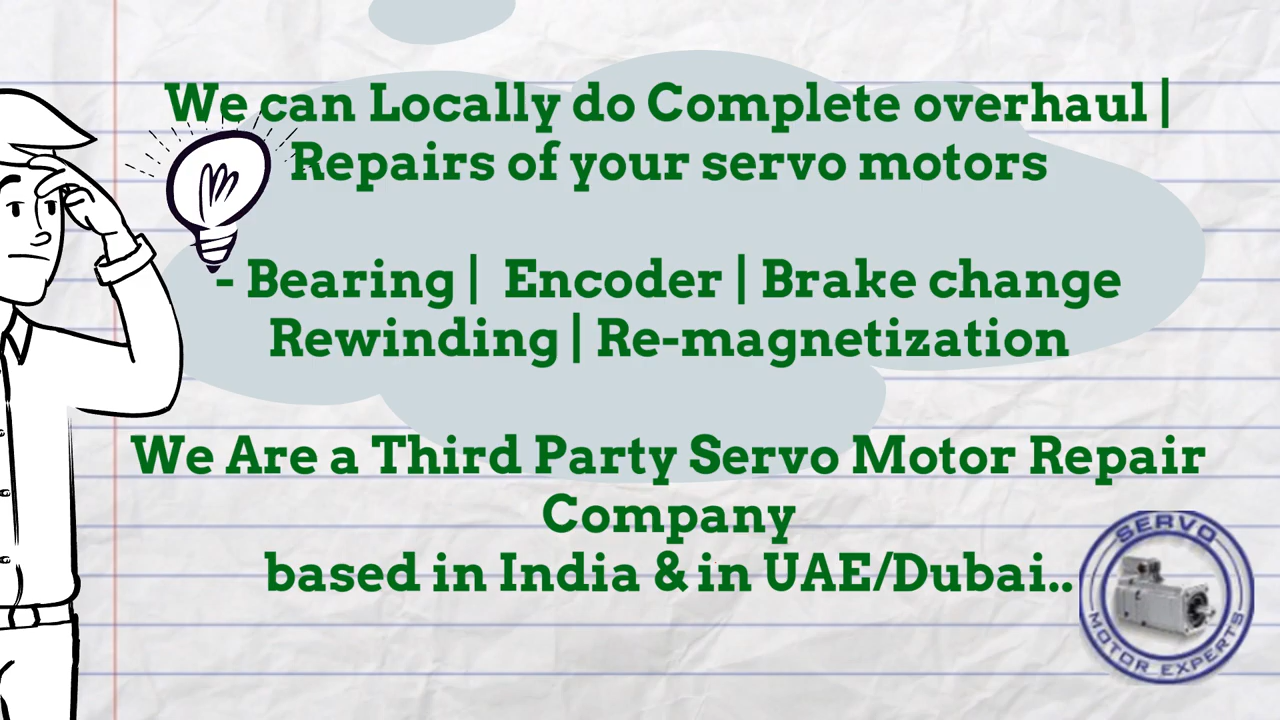 We can Locally do Complete overhaul |
Repairs of your servo motors
- Bearing | Encoder | Brake change
Rewinding | Re-magnetization
We Are a Third Party Servo Motor Repair
Company
based in India & in UAE/Dubai..
SERVO
MOTOR EXPERTS